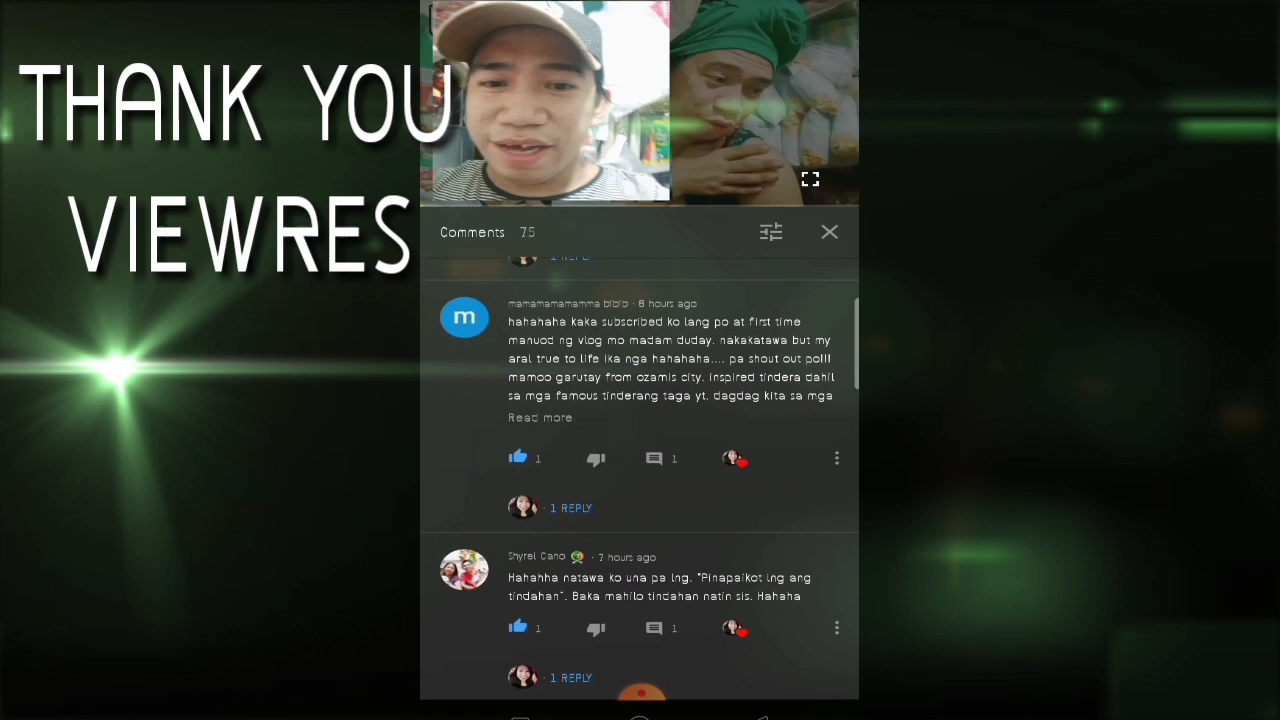 THANK YOU
VIEWRES
Comments 75
1 REPLY
mamamamamamma bibib · 8 hours ago
hahahaha kaka subscribed ko lang po at first time
manuod ng vlog mo madam duday. nakakatawa but my
aral true to life ika nga hahahaha.... pa shout out po!!!
mamoo garutay from ozamis city. inspired tindera dahil
sa mga famous tinderang taga yt. dagdag kita sa mga
Read more
1 1
· 1 REPLY
Shyrel Cano · 7 hours ago
Hahahha natawa ko una pa lng. "Pinapaikot lng ang
tindahan". Baka mahilo tindahan natin sis. Hahaha
1 1
· 1 REPLY
m